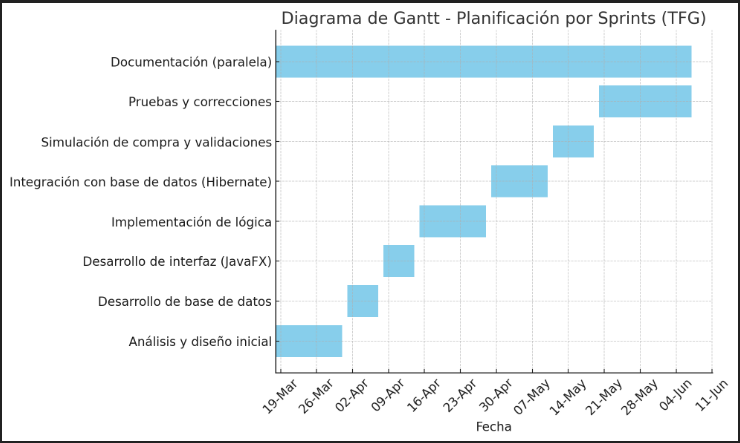 Diagrama de Gantt - Planificación por Sprints (TFG)
Documentación (paralela)
Pruebas y correcciones
Simulación de compra y validaciones
Integración con base de datos (Hibernate)
Implementación de lógica
Desarrollo de interfaz (JavaFX)
Desarrollo de base de datos
Análisis y diseño inicial
19-Mar 26-Mar 02-Apr 09-Apr 16-Apr 23-Apr 30-Apr 07-May 14-May 21-May 28-May 04-Jun 11-Jun
Fecha